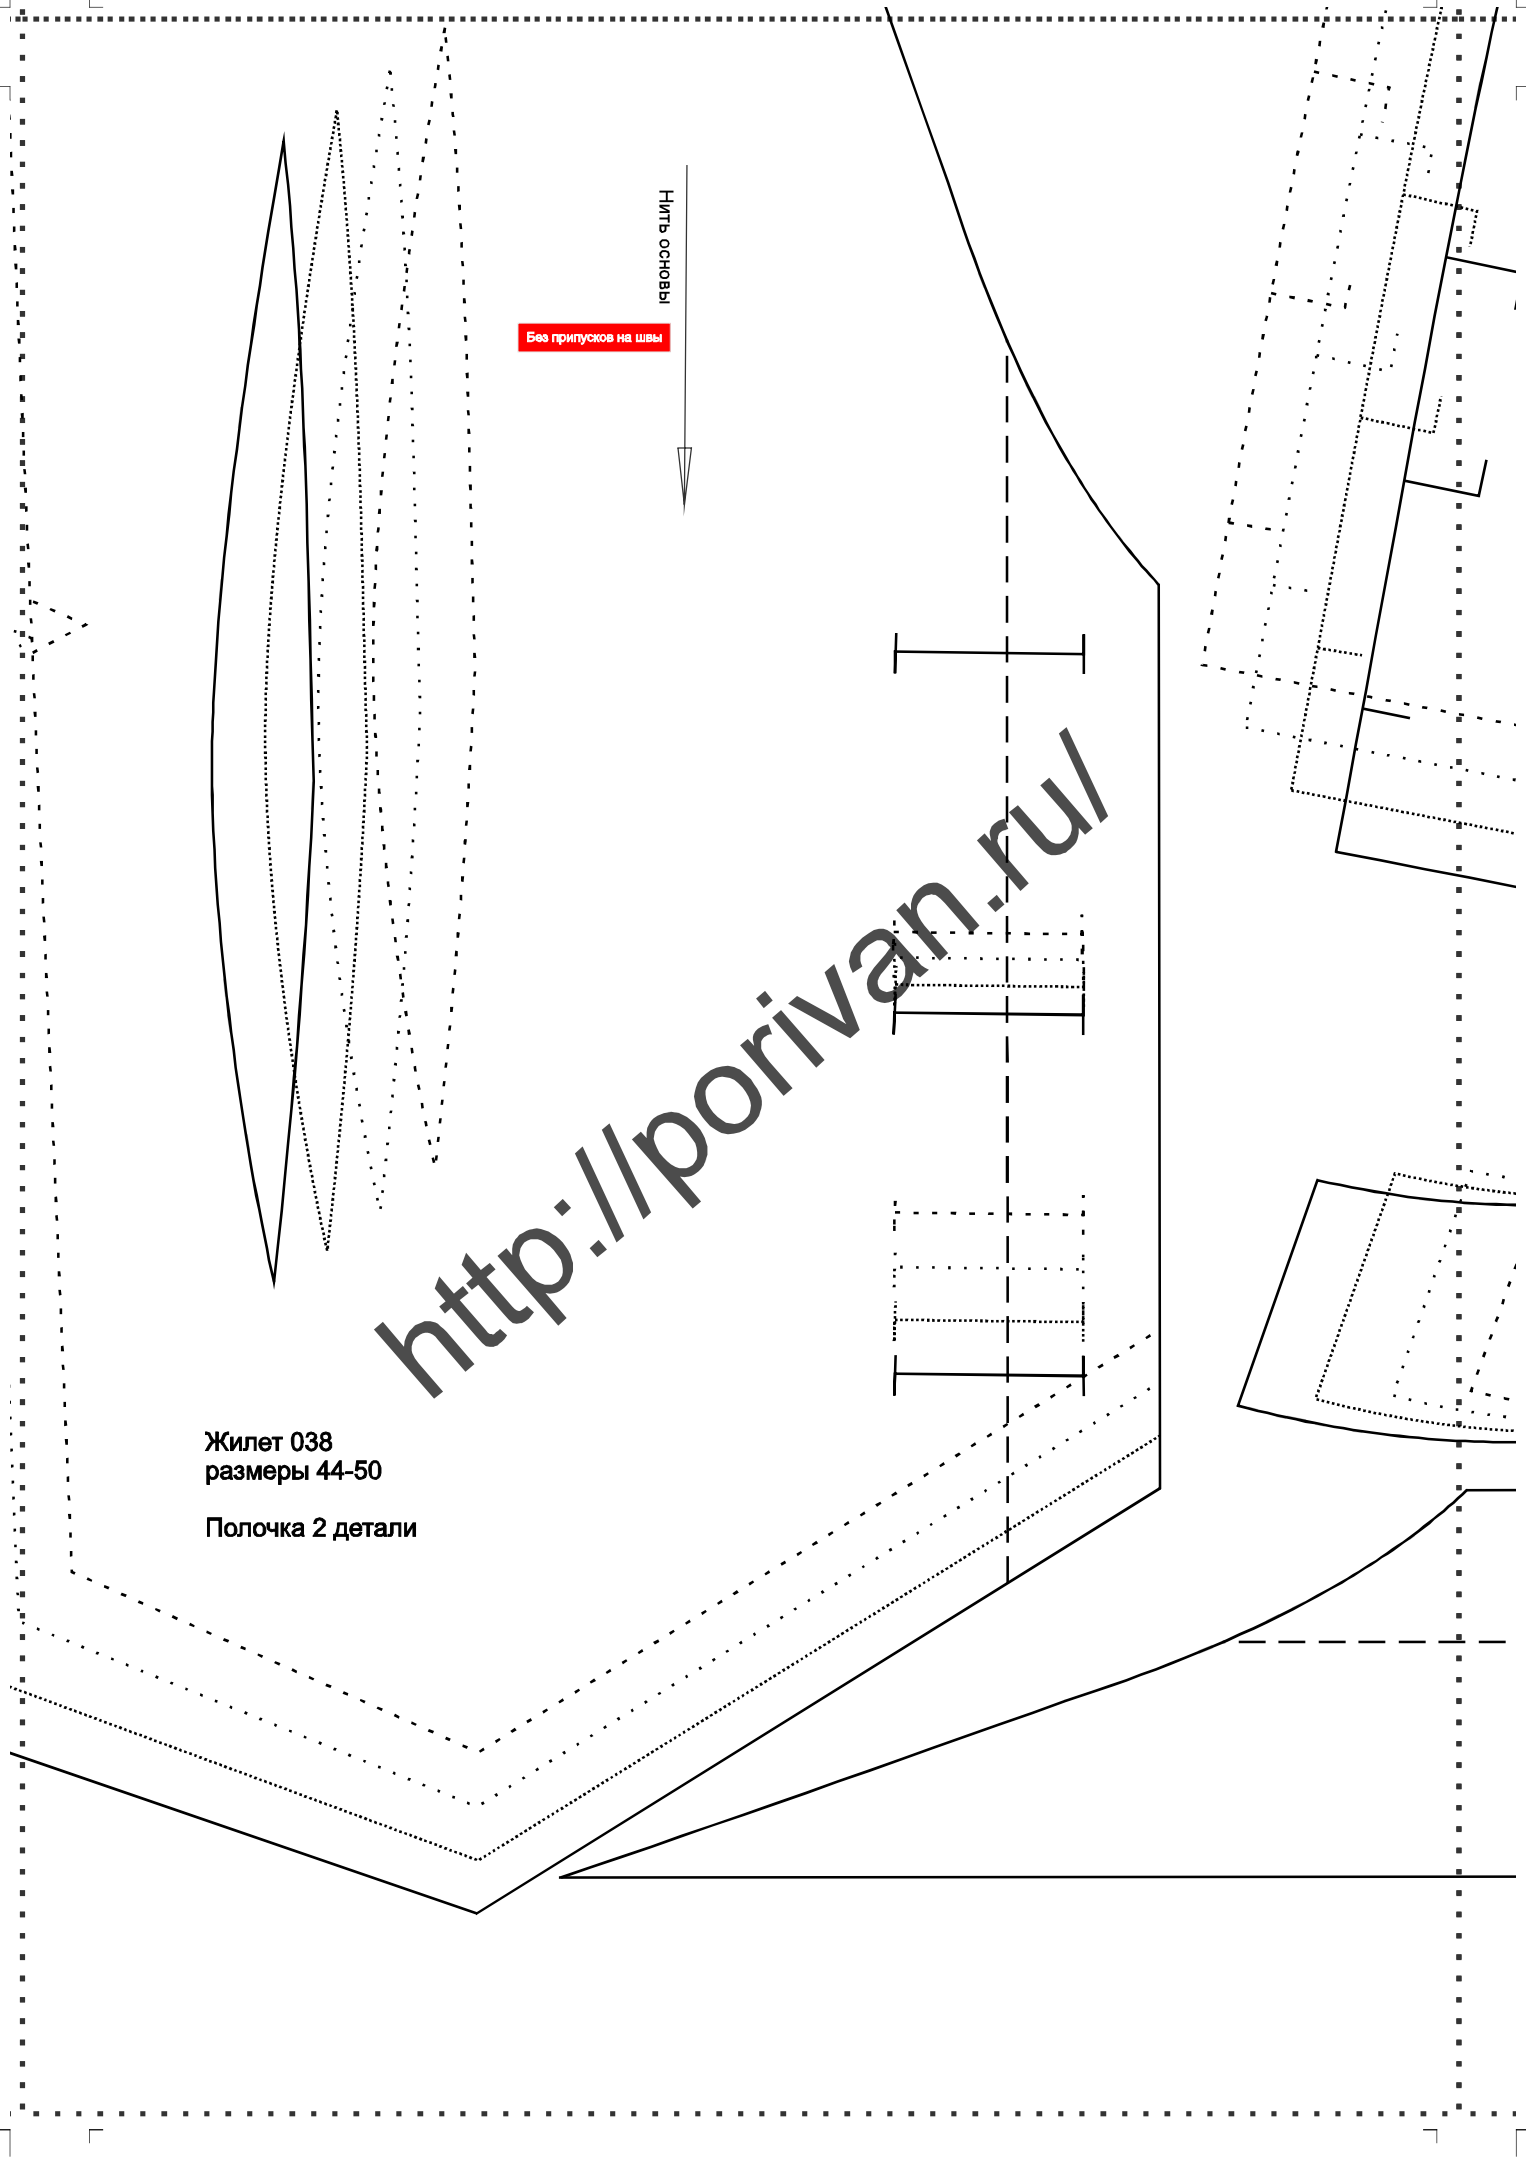 Нить основы
Без припусков на швы
http://porivan.ru/
Жилет 038
размеры 44-50
Полочка 2 детали